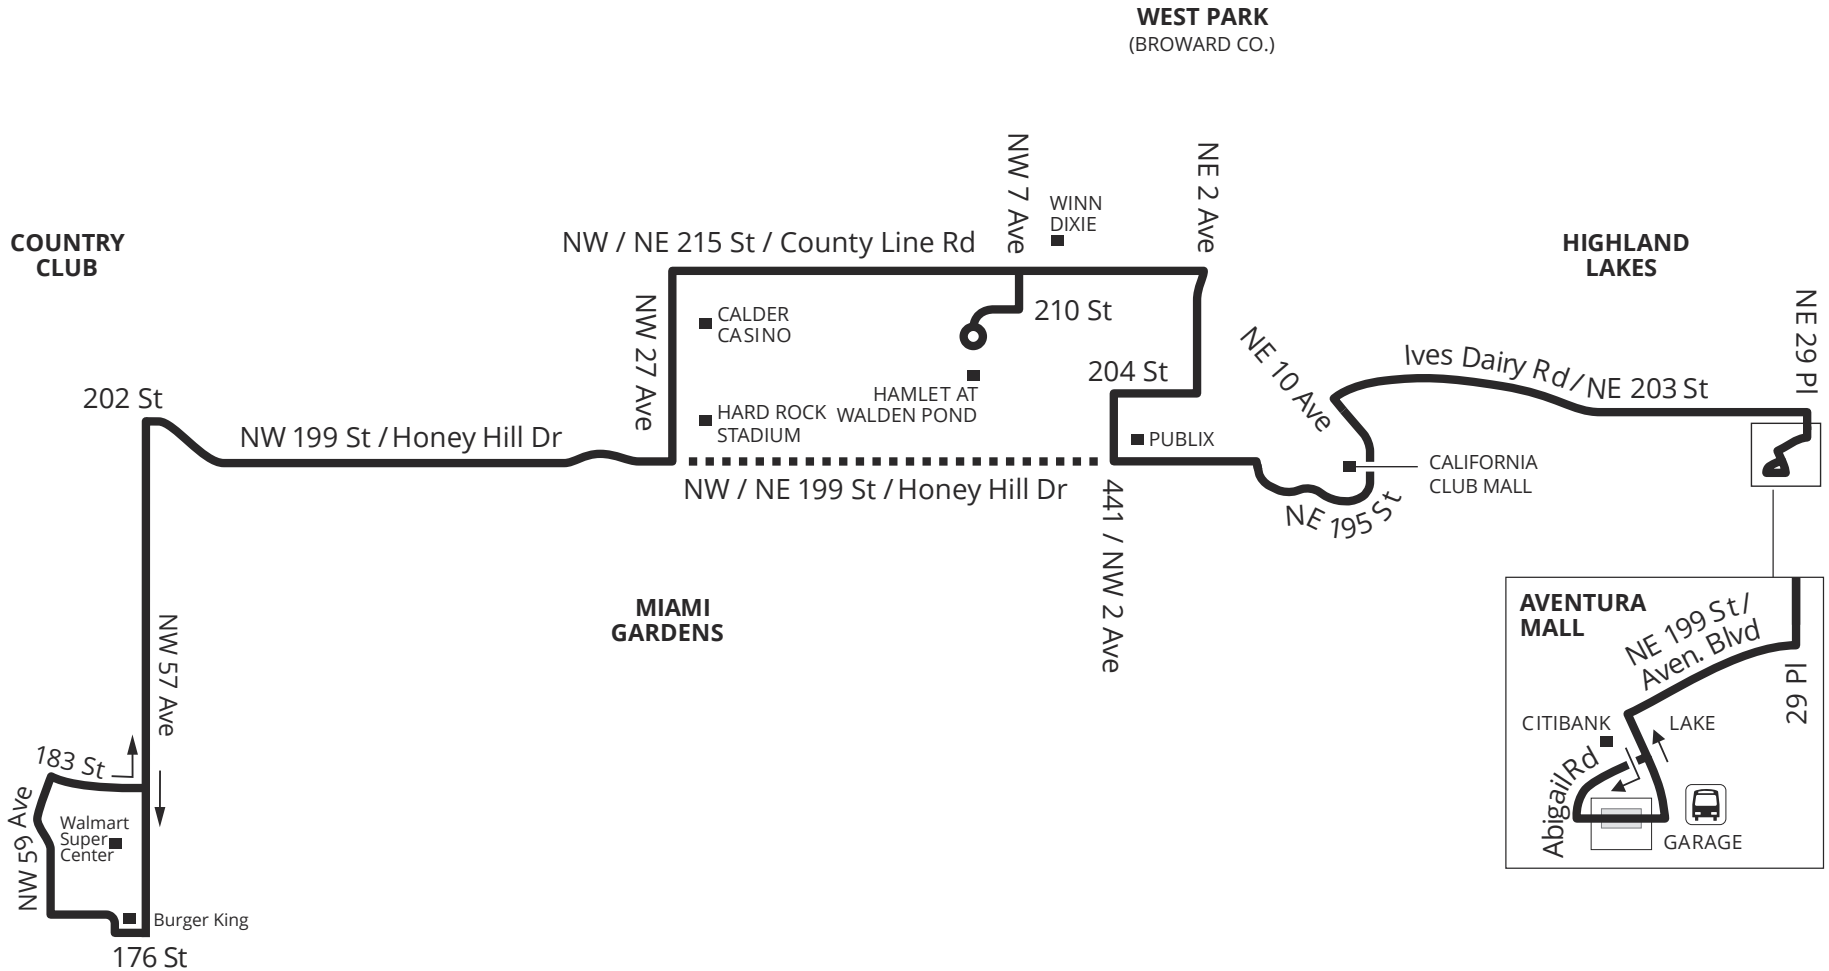 WEST PARK
(BROWARD CO.)
NW 7 Ave
NE 2 Ave
WINN
DIXIE
COUNTRY
CLUB
NW / NE 215 St / County Line Rd
HIGHLAND
LAKES
NW 27 Ave
CALDER
CASINO
210 St
NE 10 Ave
NE 29 Pl
Ives Dairy Rd / NE 203 St
204 St
202 St
HAMLET AT
WALDEN POND
HARD ROCK
STADIUM
NW 199 St / Honey Hill Dr
PUBLIX
CALIFORNIA
CLUB MALL
NW / NE 199 St / Honey Hill Dr
441 / NW 2 Ave
NE 195 St
MIAMI
GARDENS
NW 57 Ave
AVENTURA
MALL
NE 199 St /
Aven. Blvd
29 Pl
CITIBANK
LAKE
183 St
Abigail Rd
NW 59 Ave
Walmart
Super
Center
GARAGE
Burger King
176 St